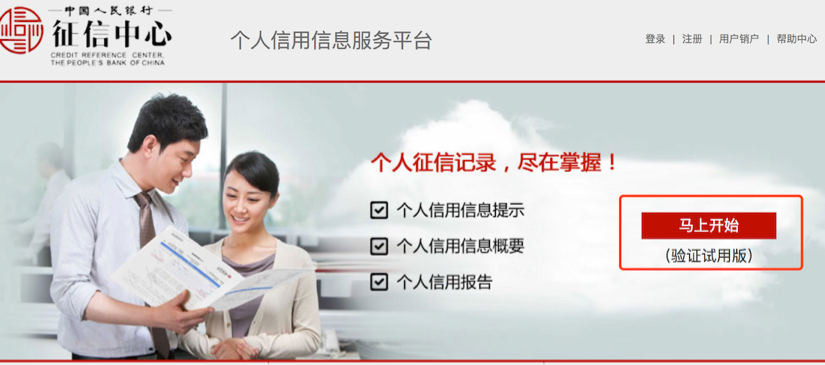 中国人民银行
征信中心
CREDIT REFERENCE CENTER,
THE PEOPLE'S BANK OF CHINA
个人信用信息服务平台
登录 | 注册 | 用户销户 | 帮助中心
个人征信记录，尽在掌握！
个人信用信息提示
个人信用信息概要
个人信用报告
马上开始
（验证试用版）